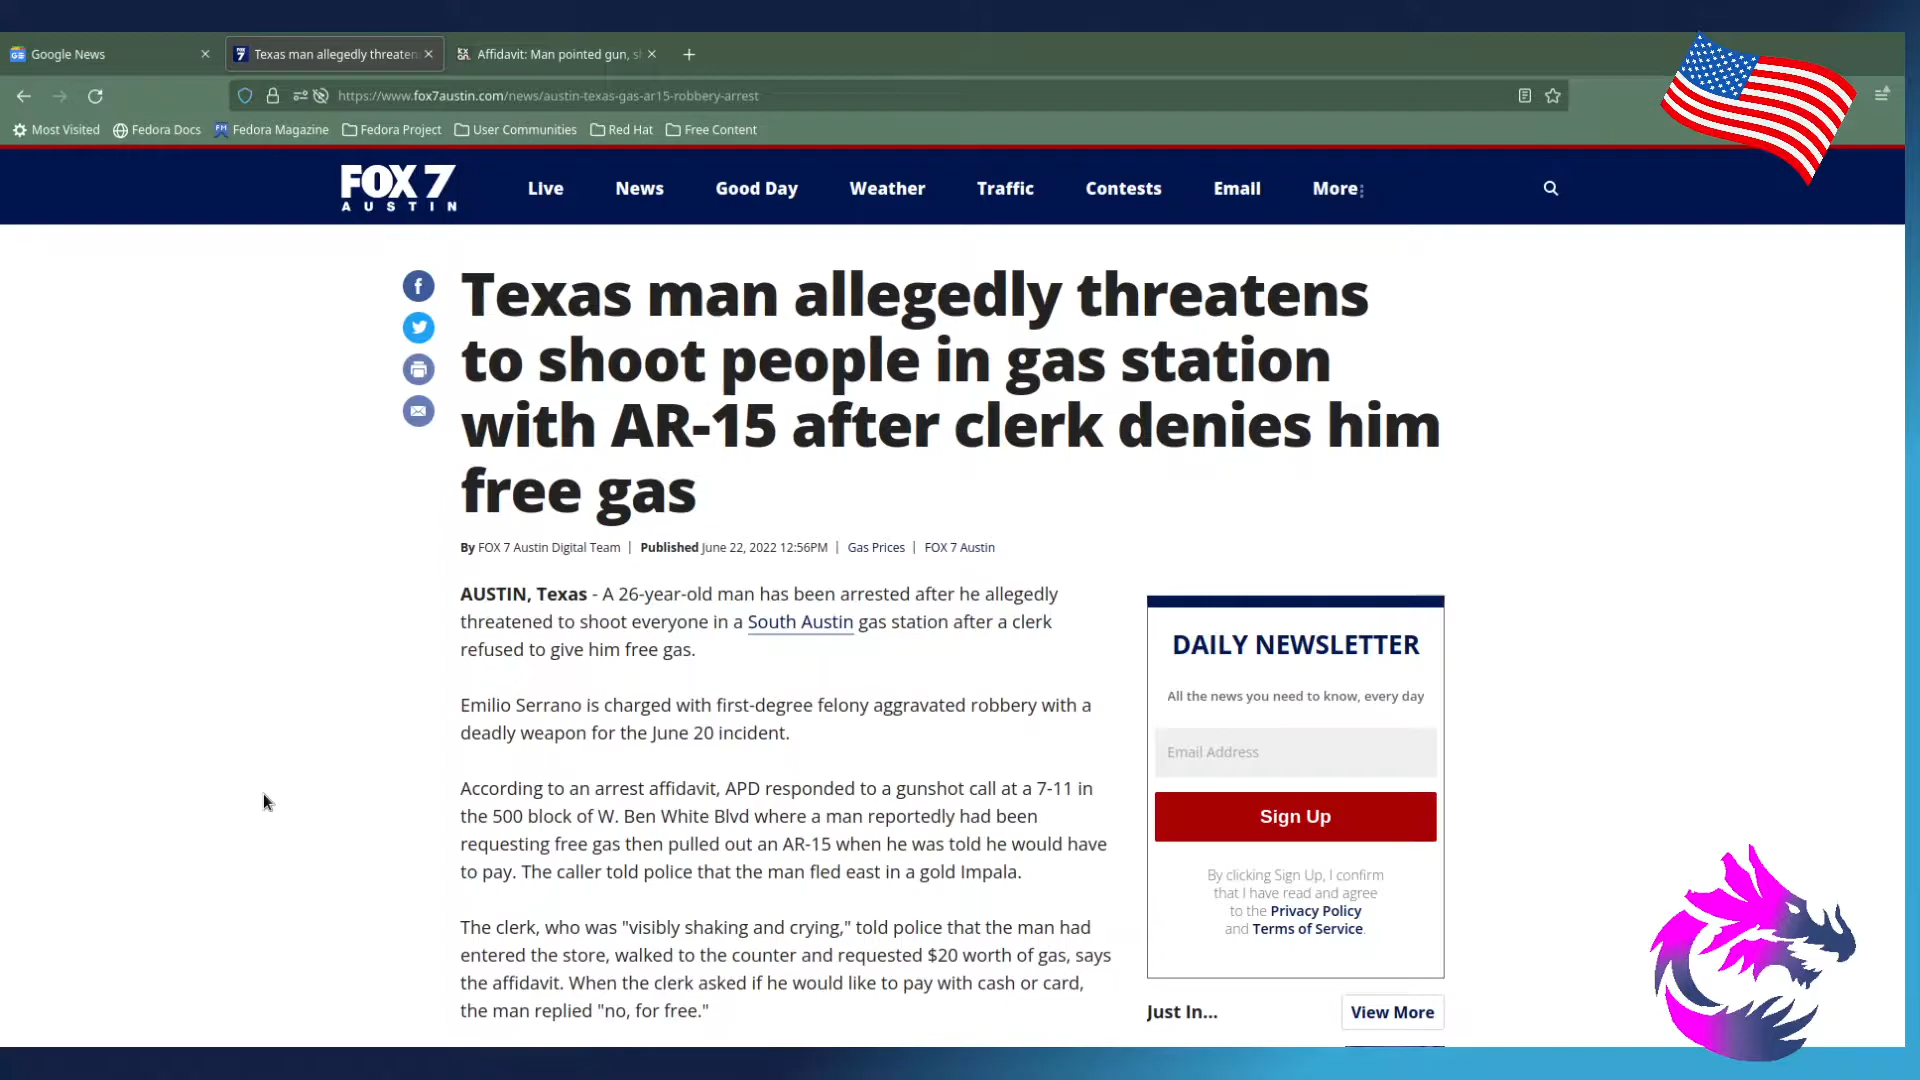 Google News
Texas man allegedly threaten
Affidavit: Man pointed gun, s
https://www.fox7austin.com/news/austin-texas-gas-ar15-robbery-arrest
Most Visited
Fedora Docs
Fedora Magazine
Fedora Project
User Communities
Red Hat
Free Content
FOX 7
AUSTIN
Live
News
Good Day
Weather
Traffic
Contests
Email
More
Texas man allegedly threatens
to shoot people in gas station
with AR-15 after clerk denies him
free gas
By FOX 7 Austin Digital Team | Published June 22, 2022 12:56PM | Gas Prices | FOX 7 Austin
AUSTIN, Texas - A 26-year-old man has been arrested after he allegedly
threatened to shoot everyone in a South Austin gas station after a clerk
refused to give him free gas.
Emilio Serrano is charged with first-degree felony aggravated robbery with a
deadly weapon for the June 20 incident.
According to an arrest affidavit, APD responded to a gunshot call at a 7-11 in
the 500 block of W. Ben White Blvd where a man reportedly had been
requesting free gas then pulled out an AR-15 when he was told he would have
to pay. The caller told police that the man fled east in a gold Impala.
The clerk, who was "visibly shaking and crying," told police that the man had
entered the store, walked to the counter and requested $20 worth of gas, says
the affidavit. When the clerk asked if he would like to pay with cash or card,
the man replied "no, for free."
DAILY NEWSLETTER
All the news you need to know, every day
Email Address
Sign Up
By clicking Sign Up, I confirm
that I have read and agree
to the Privacy Policy
and Terms of Service.
Just In...
View More